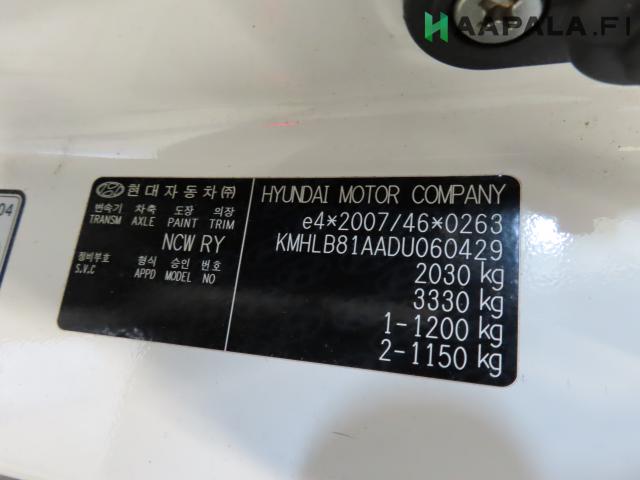 HAAPALA.FI
04
현대자동차㈜
변속기 차축 도장 의장
TRANSM AXLE PAINT TRIM
NCW RY
정비부호 형식 승인 번호
S.V.C APPD MODEL NO
HYUNDAI MOTOR COMPANY
e4*2007/46*0263
KMHLB81AADU060429
2030 kg
3330 kg
1-1200 kg
2-1150 kg